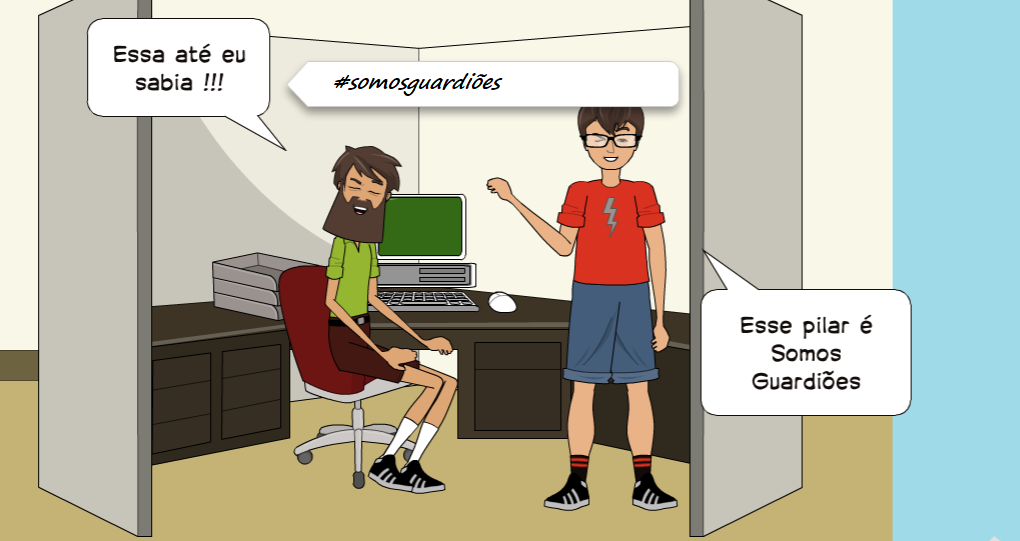 Essa até eu
sabia !!!
#somosguardiões
Esse pilar é
Somos
Guardiões